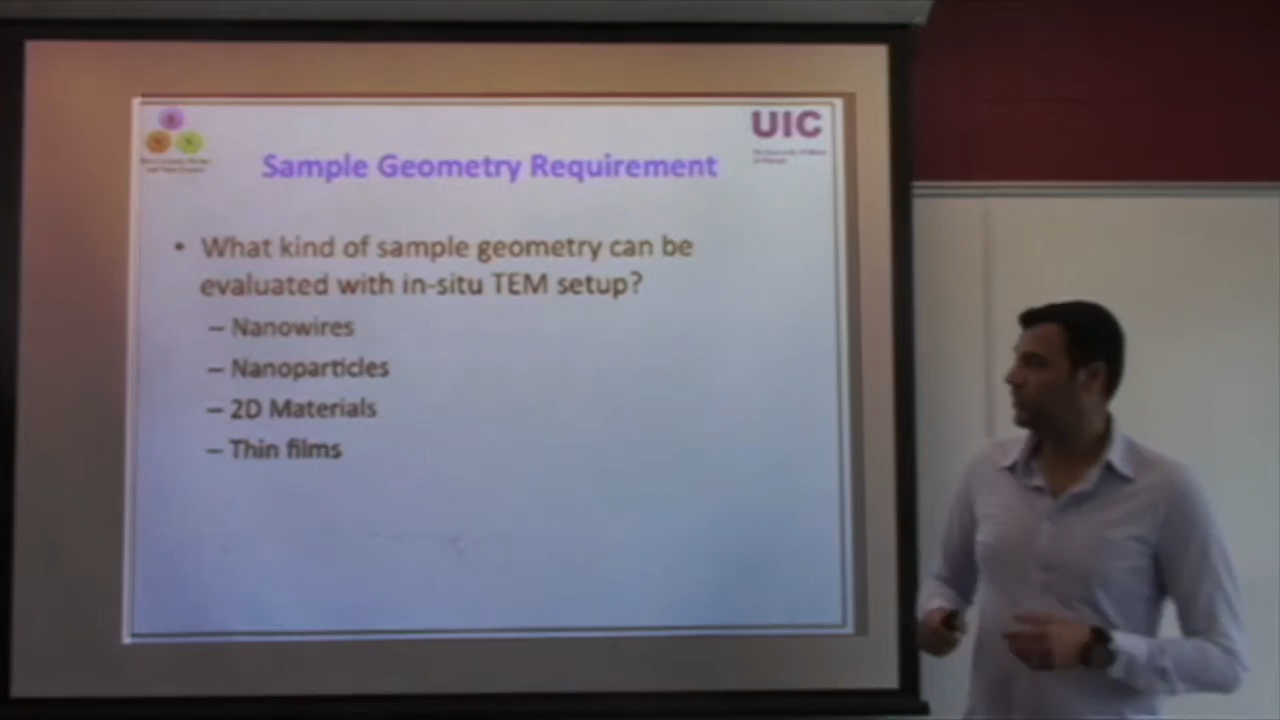 UIC
Sample Geometry Requirement
• What kind of sample geometry can be
evaluated with in-situ TEM setup?
– Nanowires
– Nanoparticles
– 2D Materials
– Thin films